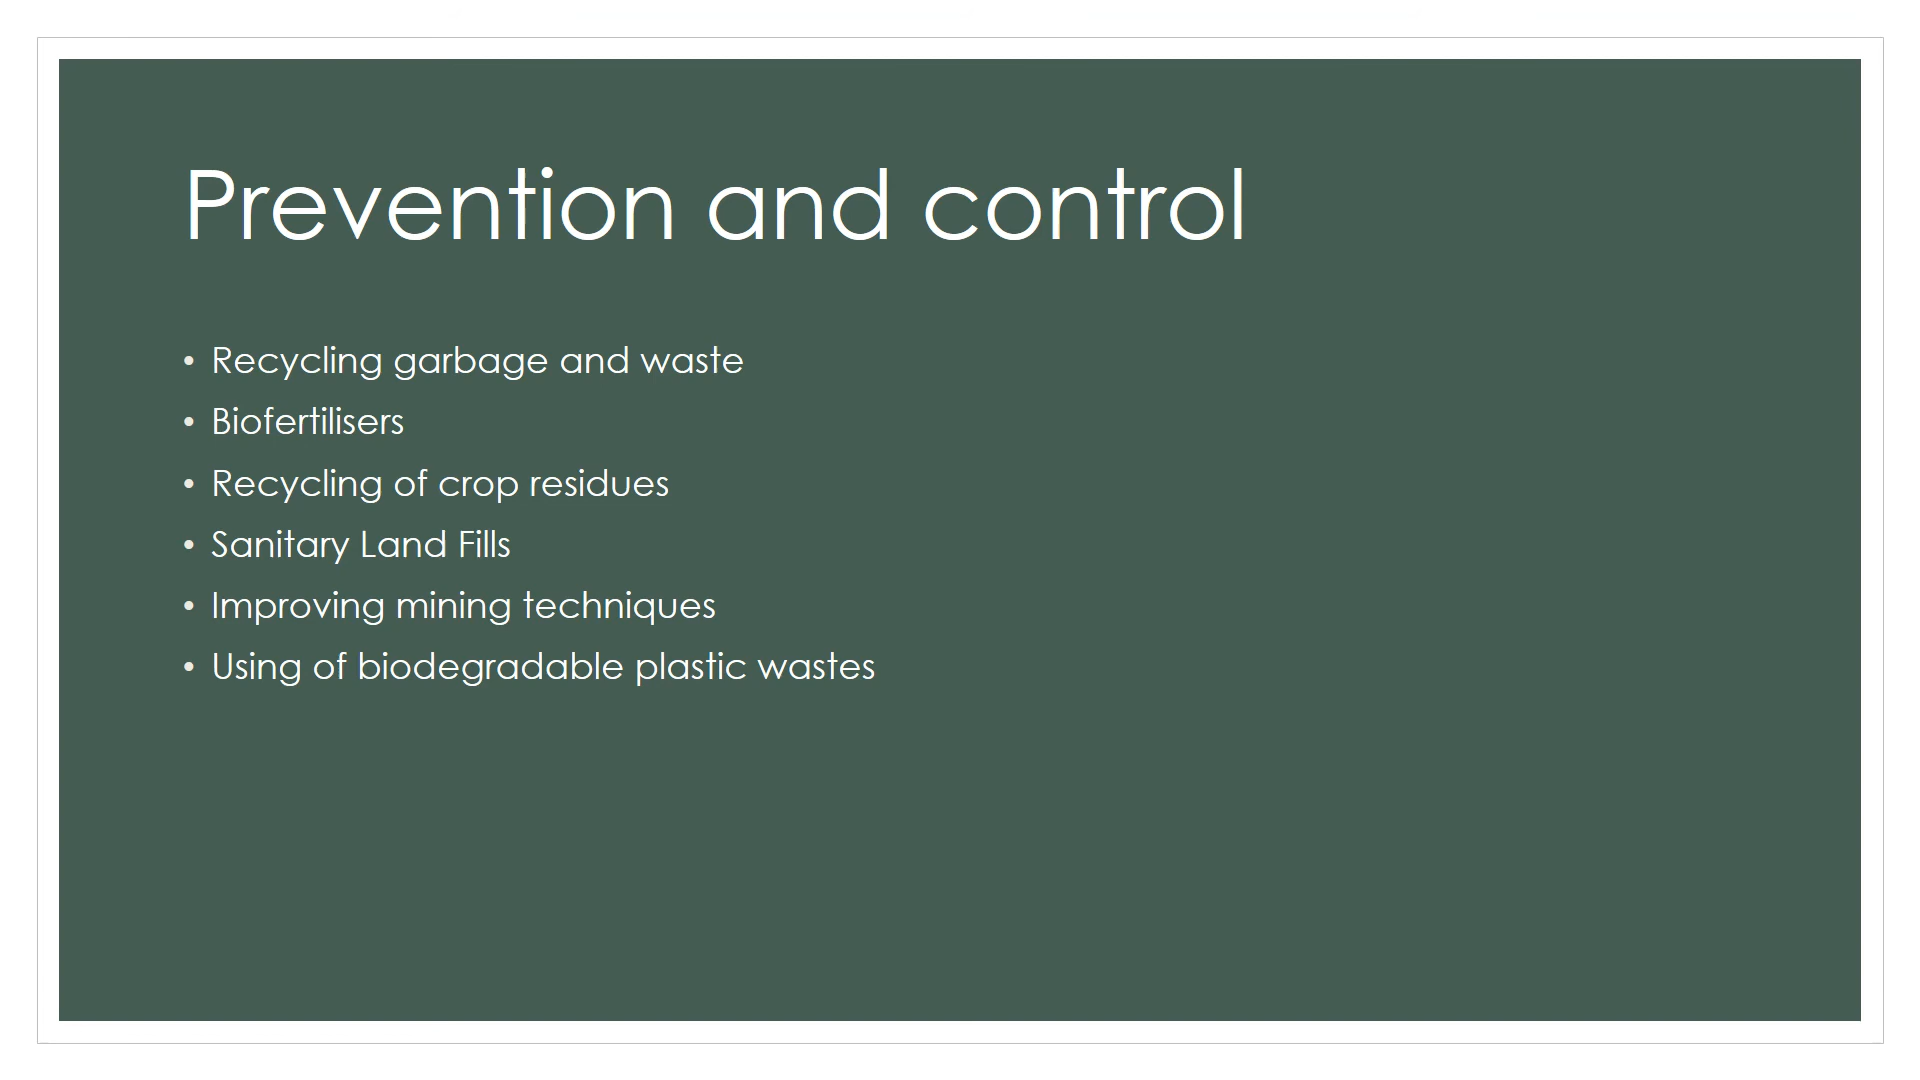 Prevention and control
• Recycling garbage and waste
• Biofertilisers
• Recycling of crop residues
• Sanitary Land Fills
• Improving mining techniques
• Using of biodegradable plastic wastes